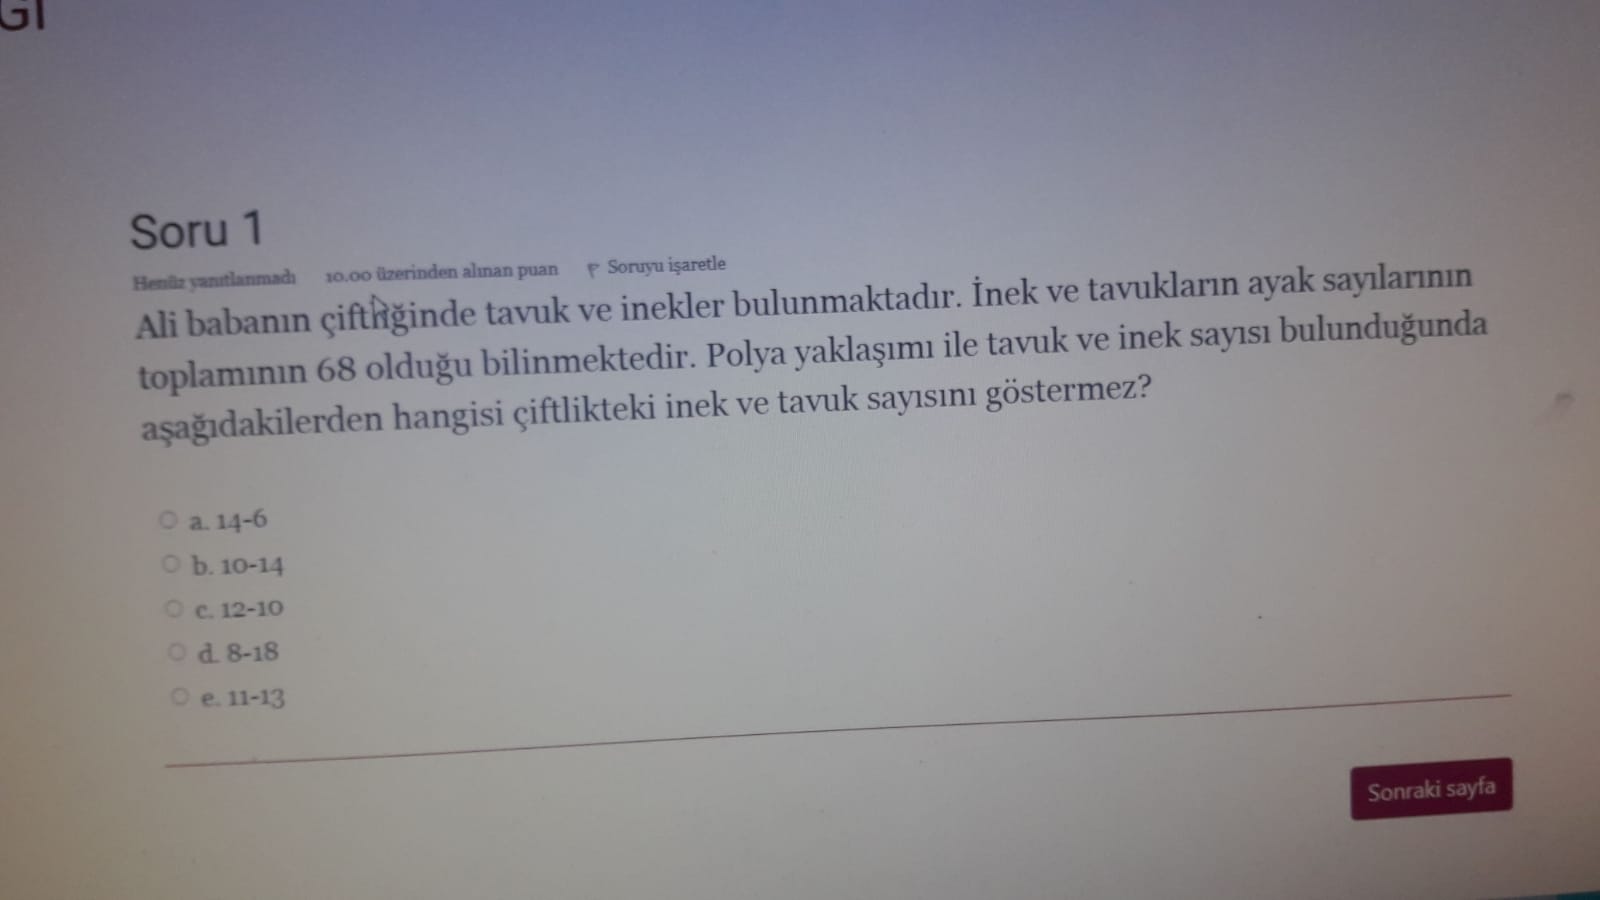 Gİ
Soru 1
Henüz yanıtlanmadı 10.00 üzerinden alınan puan Soruyu işaretle
Ali babanın çiftliğinde tavuk ve inekler bulunmaktadır. İnek ve tavukların ayak sayılarının
toplamının 68 olduğu bilinmektedir. Polya yaklaşımı ile tavuk ve inek sayısı bulunduğunda
aşağıdakilerden hangisi çiftlikteki inek ve tavuk sayısını göstermez?
a. 14-6
b. 10-14
c. 12-10
d. 8-18
e. 11-13
Sonraki sayfa